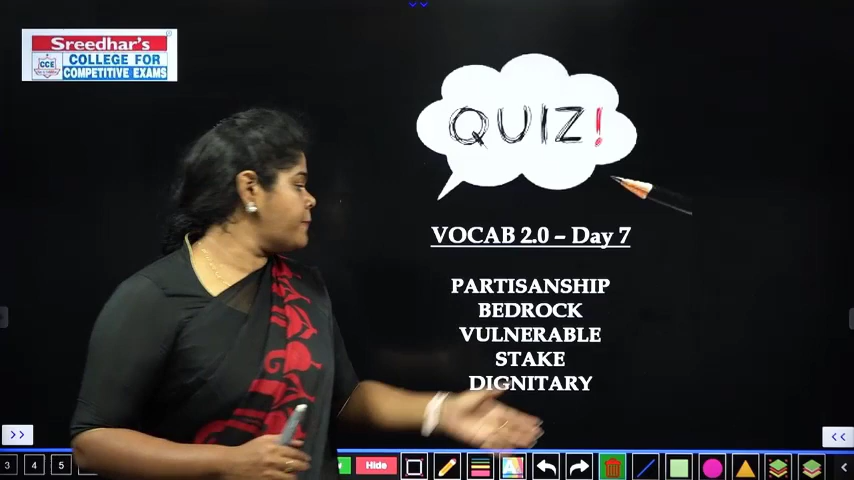 Sreedhar's
CCE
COLLEGE FOR
COMPETITIVE EXAMS
QUIZ!
VOCAB 2.0 – Day 7
PARTISANSHIP
BEDROCK
VULNERABLE
STAKE
DIGNITARY
>>
<<
3 4 5
Hide
A
<